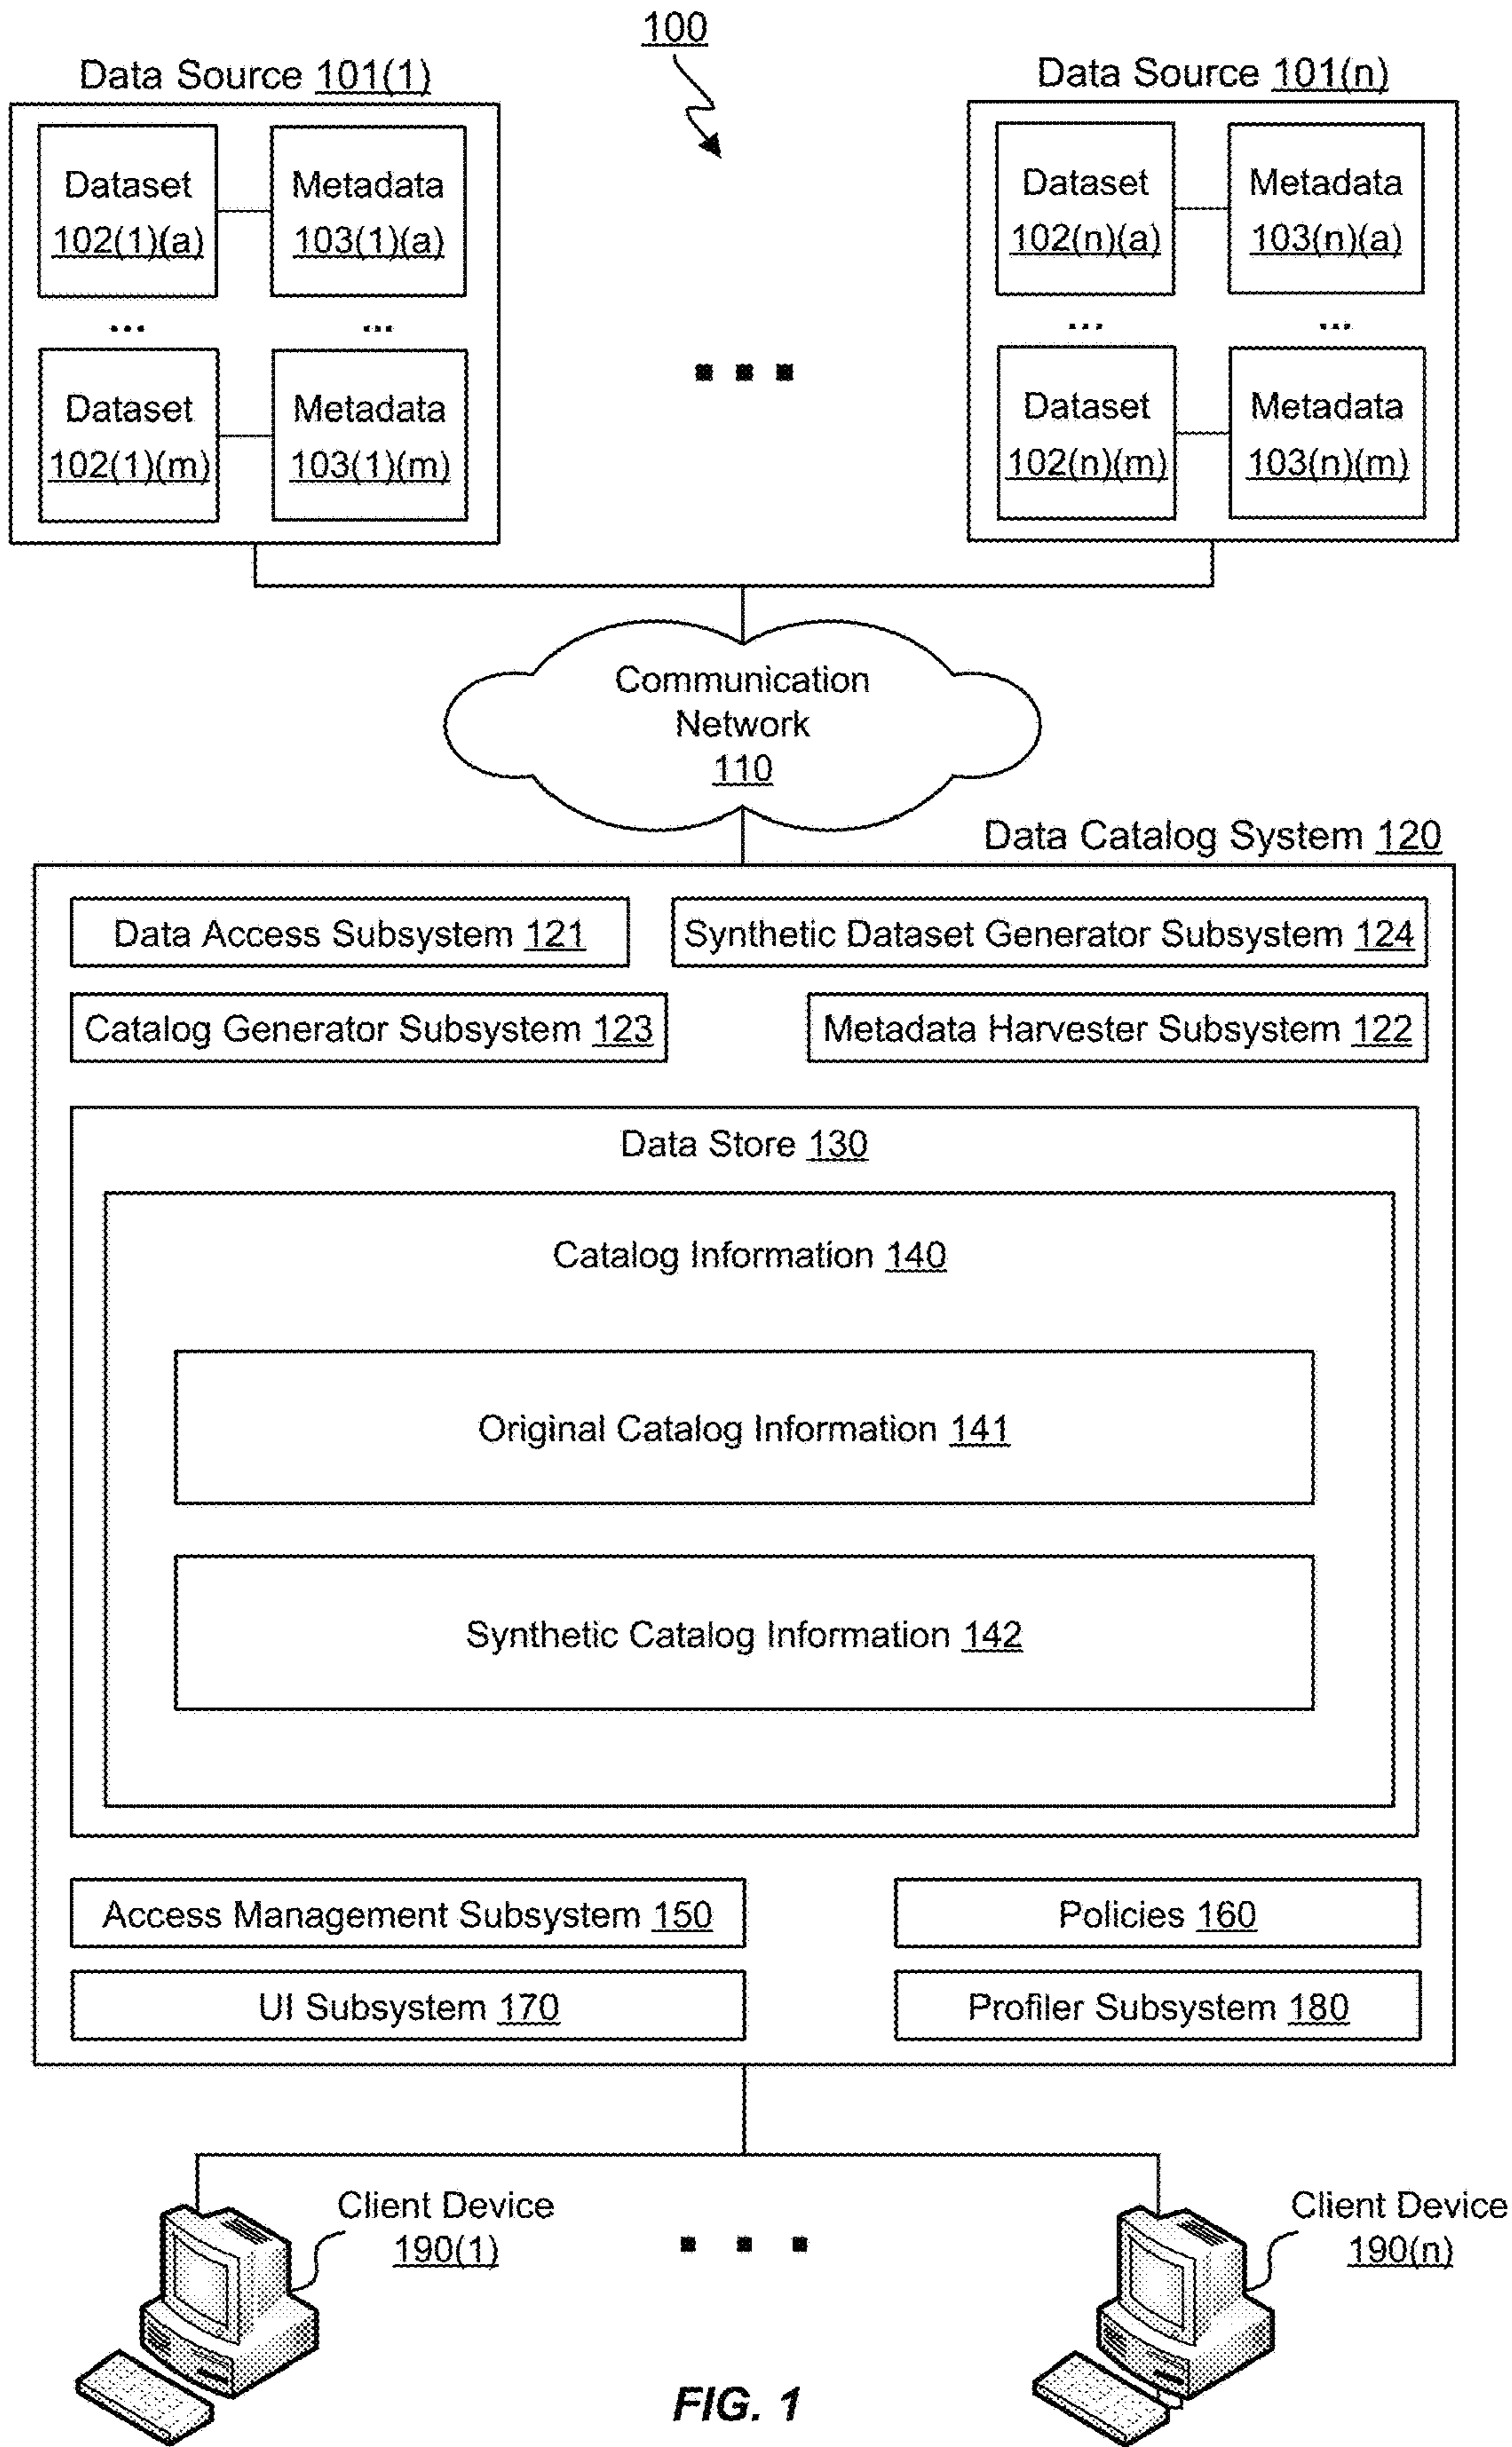 100
Data Source 101(1)
Data Source 101(n)
Dataset
102(1)(a)
Metadata
103(1)(a)
...
...
Dataset
102(1)(m)
Metadata
103(1)(m)
Dataset
102(n)(a)
Metadata
103(n)(a)
...
...
Dataset
102(n)(m)
Metadata
103(n)(m)
Communication
Network
110
Data Catalog System 120
Data Access Subsystem 121
Synthetic Dataset Generator Subsystem 124
Catalog Generator Subsystem 123
Metadata Harvester Subsystem 122
Data Store 130
Catalog Information 140
Original Catalog Information 141
Synthetic Catalog Information 142
Access Management Subsystem 150
Policies 160
UI Subsystem 170
Profiler Subsystem 180
Client Device
190(1)
Client Device
190(n)
FIG. 1